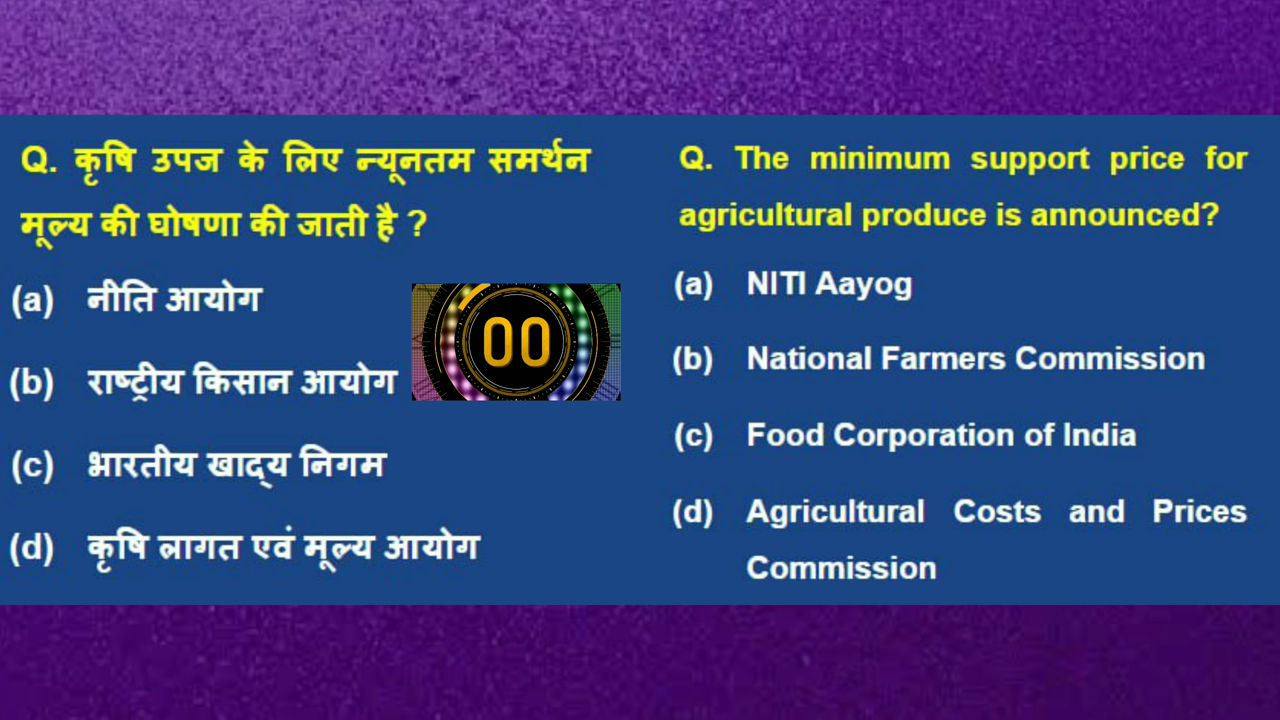 Q. कृषि उपज के लिए न्यूनतम समर्थन
मूल्य की घोषणा की जाती है ?
(a) नीति आयोग
(b) राष्ट्रीय किसान आयोग
(c) भारतीय खाद्य निगम
(d) कृषि लागत एवं मूल्य आयोग
00
Q. The minimum support price for
agricultural produce is announced?
(a) NITI Aayog
(b) National Farmers Commission
(c) Food Corporation of India
(d) Agricultural Costs and Prices
Commission